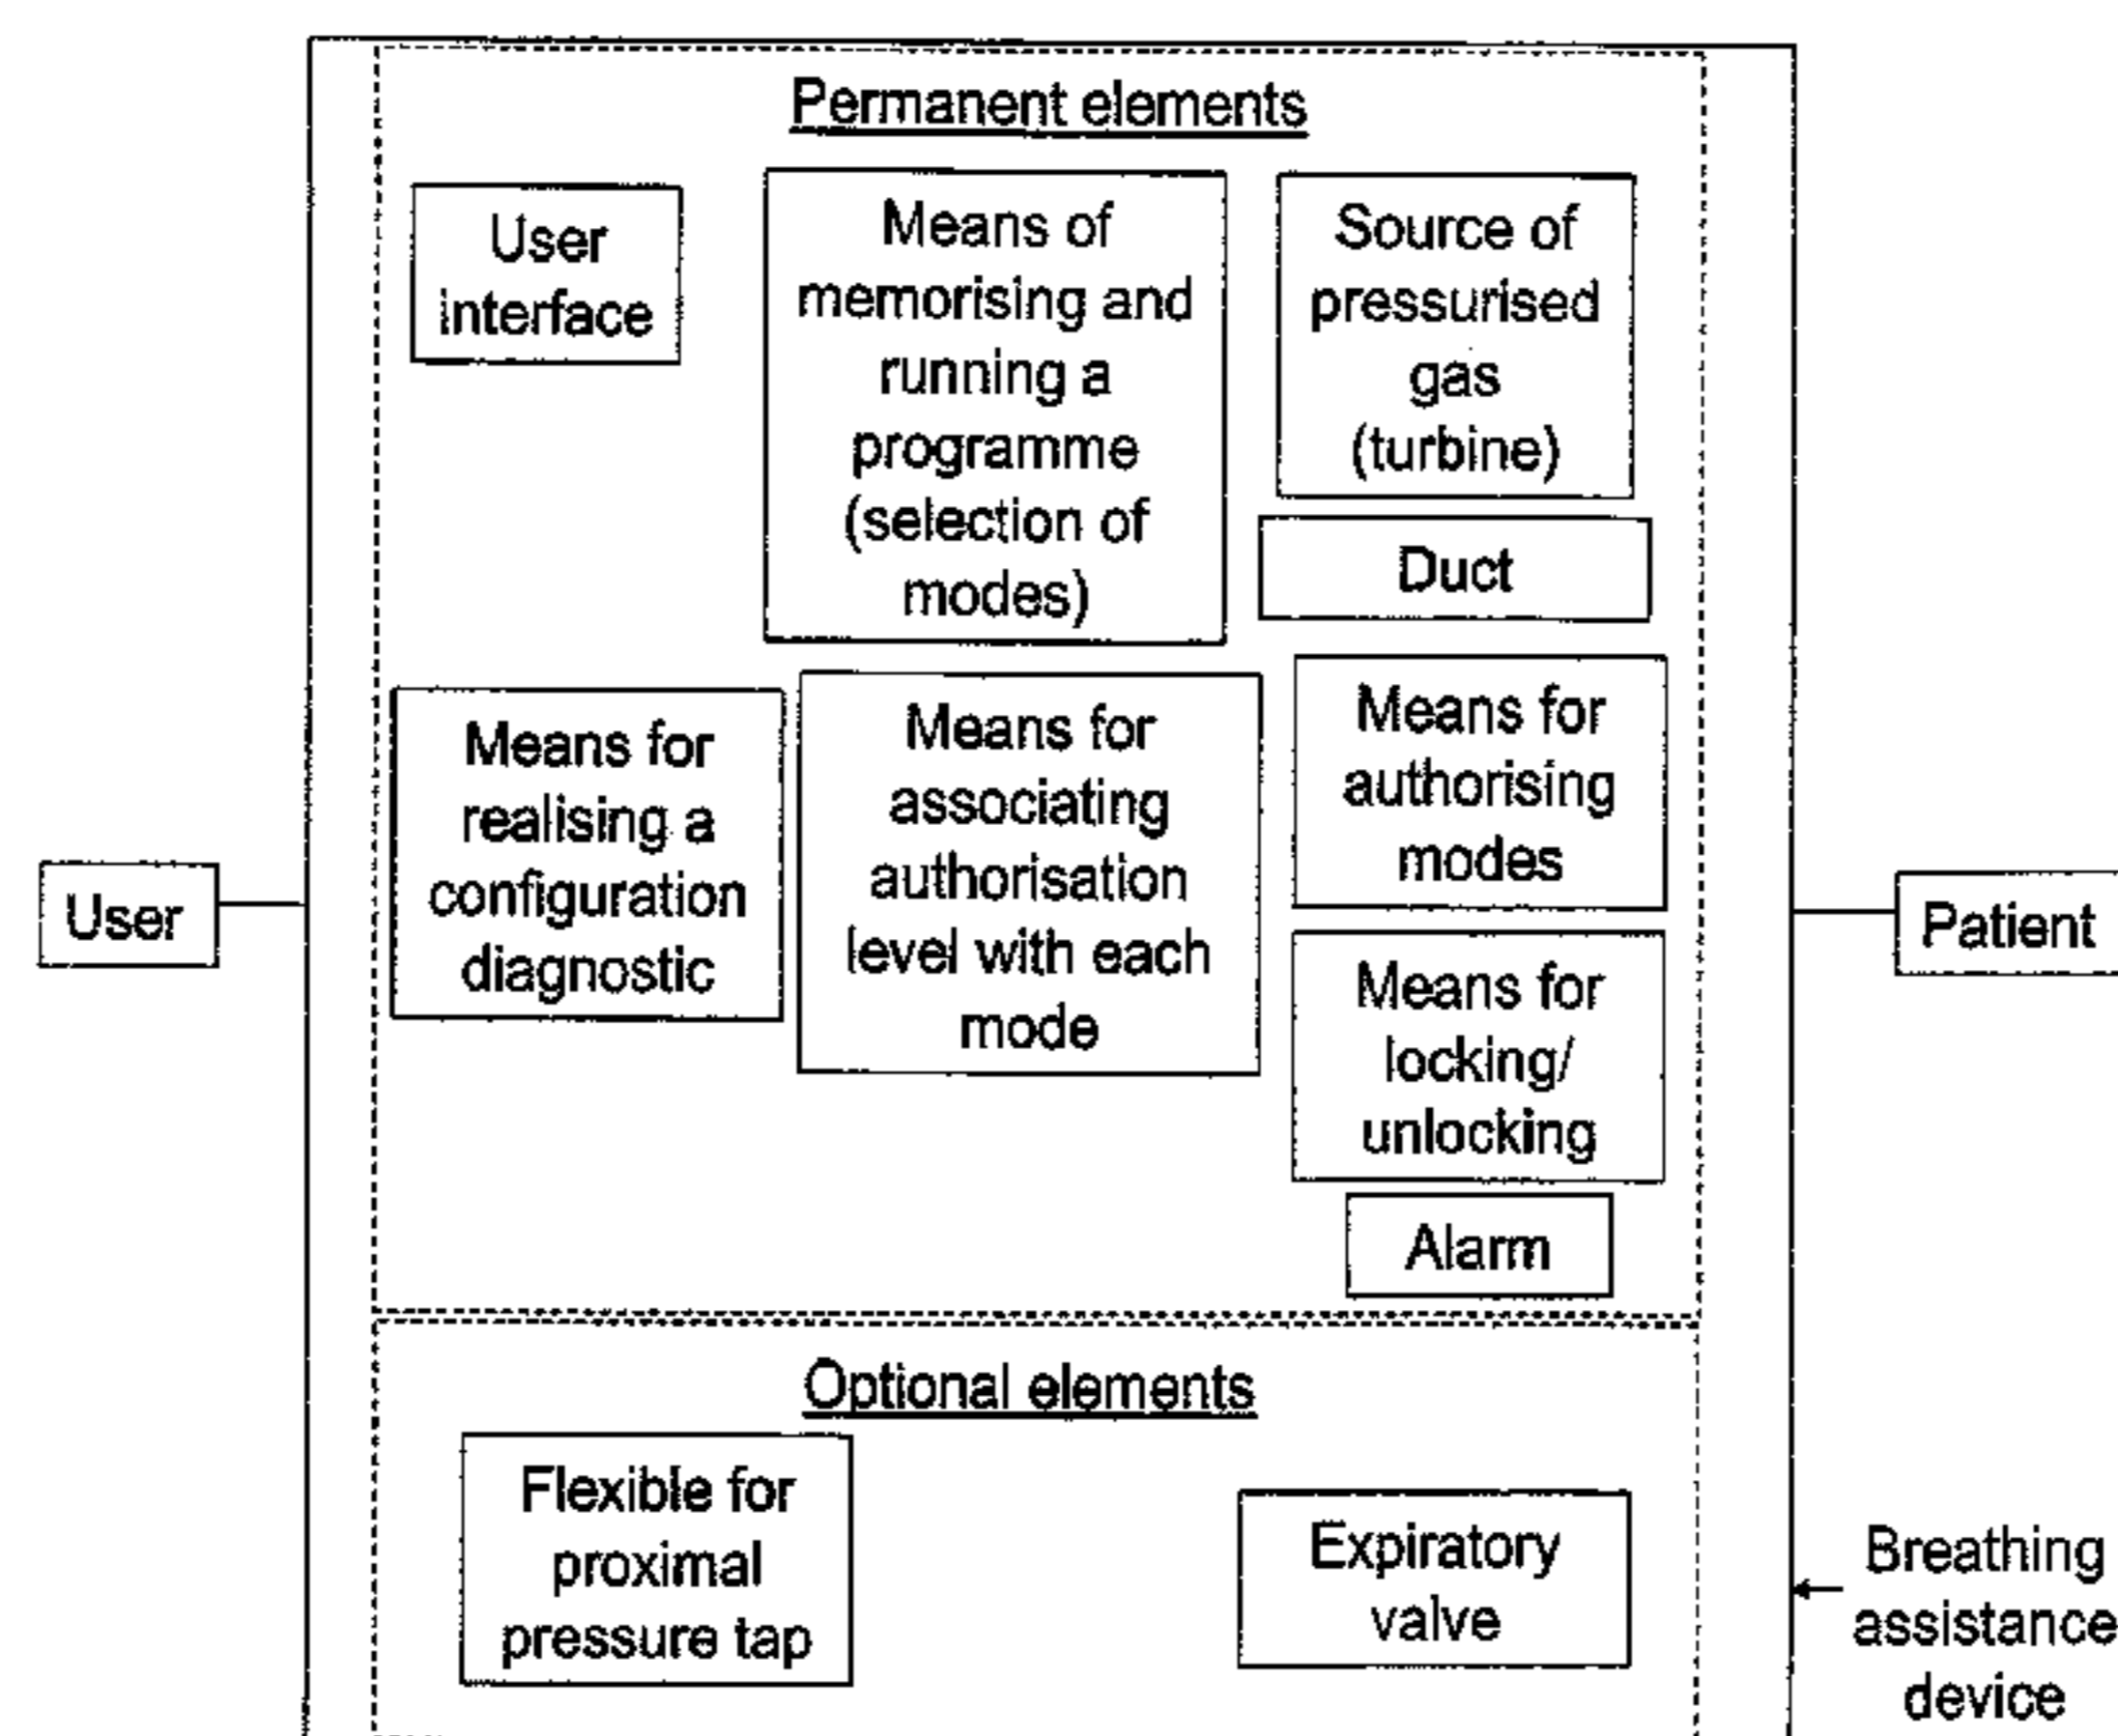 Permanent elements
User
interface
Means of
memorising and
running a
programme
(selection of
modes)
Source of
pressurised
gas
(turbine)
Duct
Means for
realising a
configuration
diagnostic
Means for
associating
authorisation
level with each
mode
Means for
authorising
modes
Means for
locking/
unlocking
Alarm
User
Patient
Optional elements
Flexible for
proximal
pressure tap
Expiratory
valve
Breathing
assistance
device